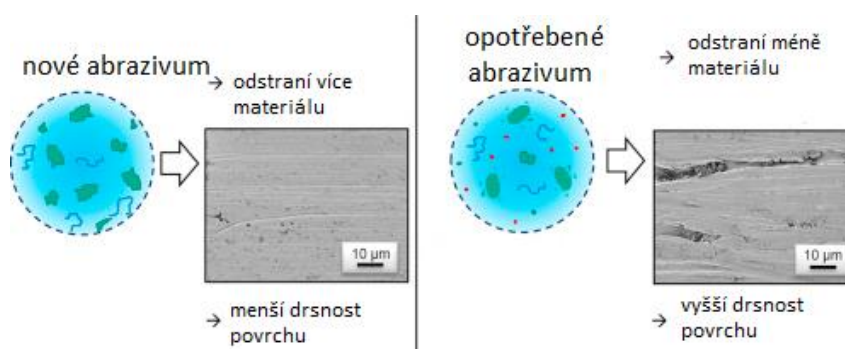 nové abrazivum
→ odstraní více
materiálu
10 µm
→ menší drsnost
povrchu
opotřebené
abrazivum
→ odstraní méně
materiálu
10 µm
→ vyšší drsnost
povrchu